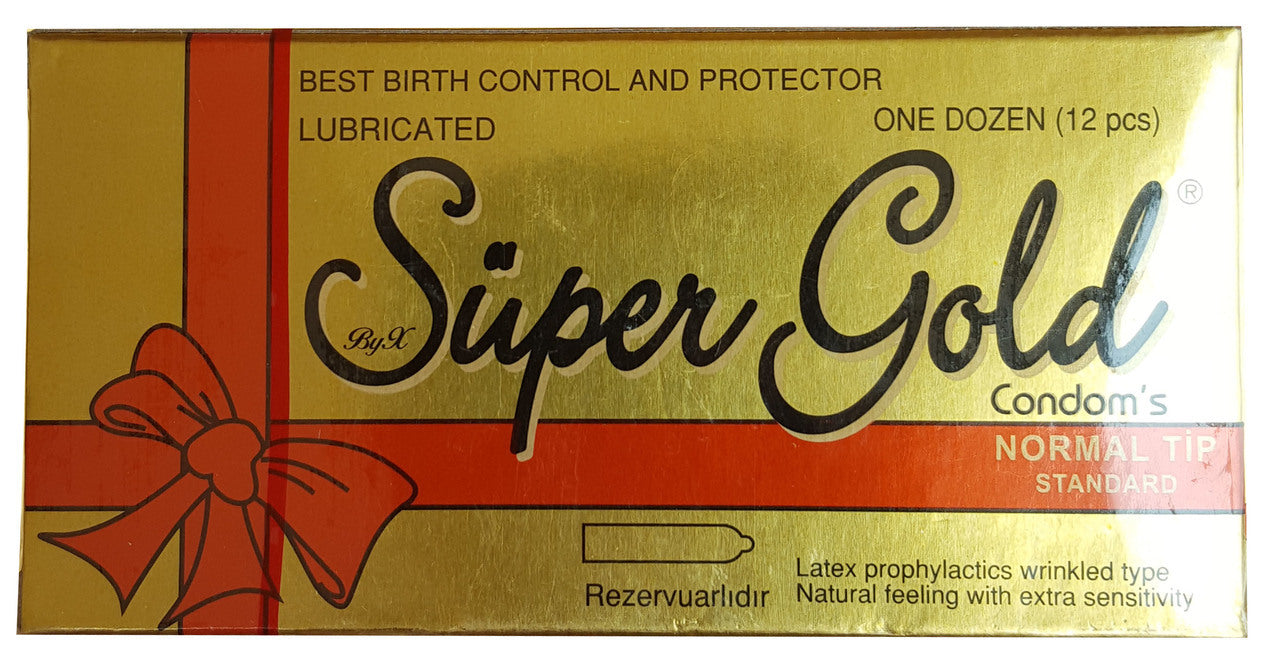 BEST BIRTH CONTROL AND PROTECTOR
LUBRICATED
ONE DOZEN (12 pcs)
ByX
Süper Gold ®
Condom's
NORMAL TİP
STANDARD
Rezervuarlıdır
Latex prophylactics wrinkled type
Natural feeling with extra sensitivity